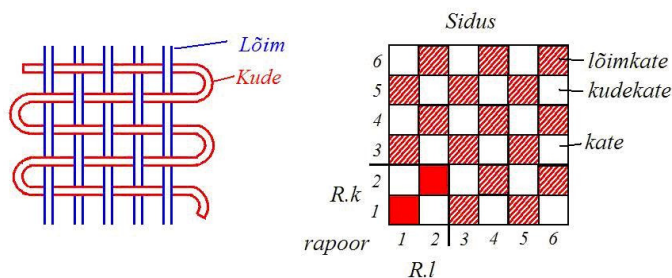 Sidus
Lõim
Kude
6
lõimkate
5
kudekate
4
3
kate
R.k
2
1
rapoor
1 2 3 4 5 6
R.l